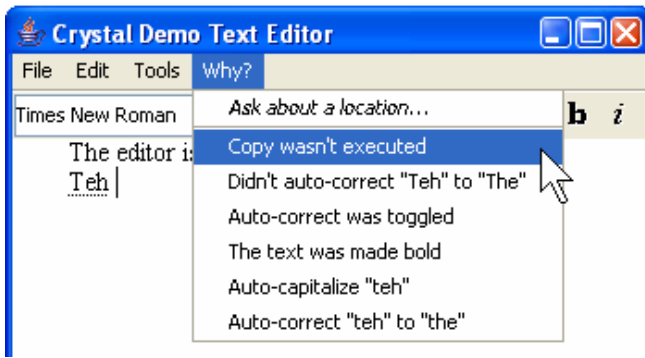 Crystal Demo Text Editor
File Edit Tools Why?
Times New Roman b i
Ask about a location...
The editor is
Copy wasn't executed
Teh
Didn't auto-correct "Teh" to "The"
Auto-correct was toggled
The text was made bold
Auto-capitalize "teh"
Auto-correct "teh" to "the"